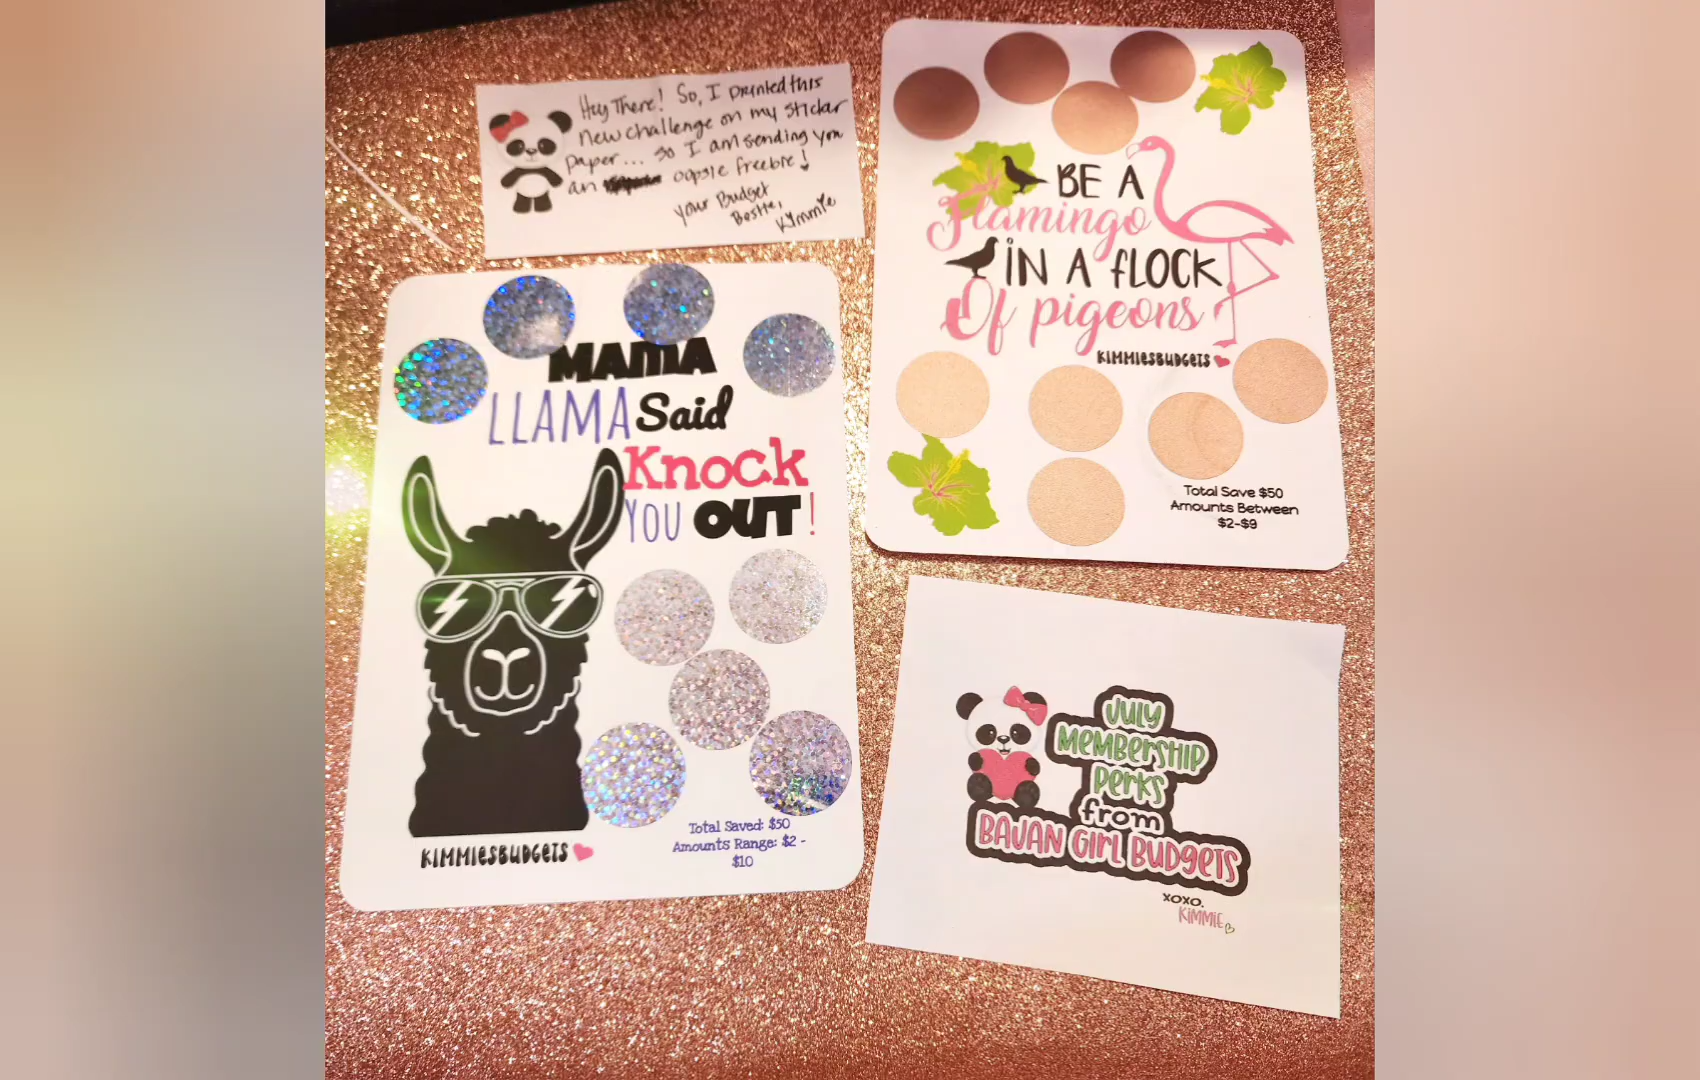 Hey There! So, I printed this
new challenge on my sticker
paper... so I am sending you
an oopsie freebie!
your Budget
Bestie,
Kymmie
MAMA
LLAMA Said
Knock
YOU OUT!
KIMMIESBUDGETS
Total Saved: $50
Amounts Range: $2 -
$10
BE A
Flamingo
IN A FLOCK
Of pigeons
KIMMIESBUDGETS
Total Save $50
Amounts Between
$2-$9
JULY
MEMBERSHIP
PERKS
from
BAVAN GIRL BUDGETS
XOXO,
KIMMIE